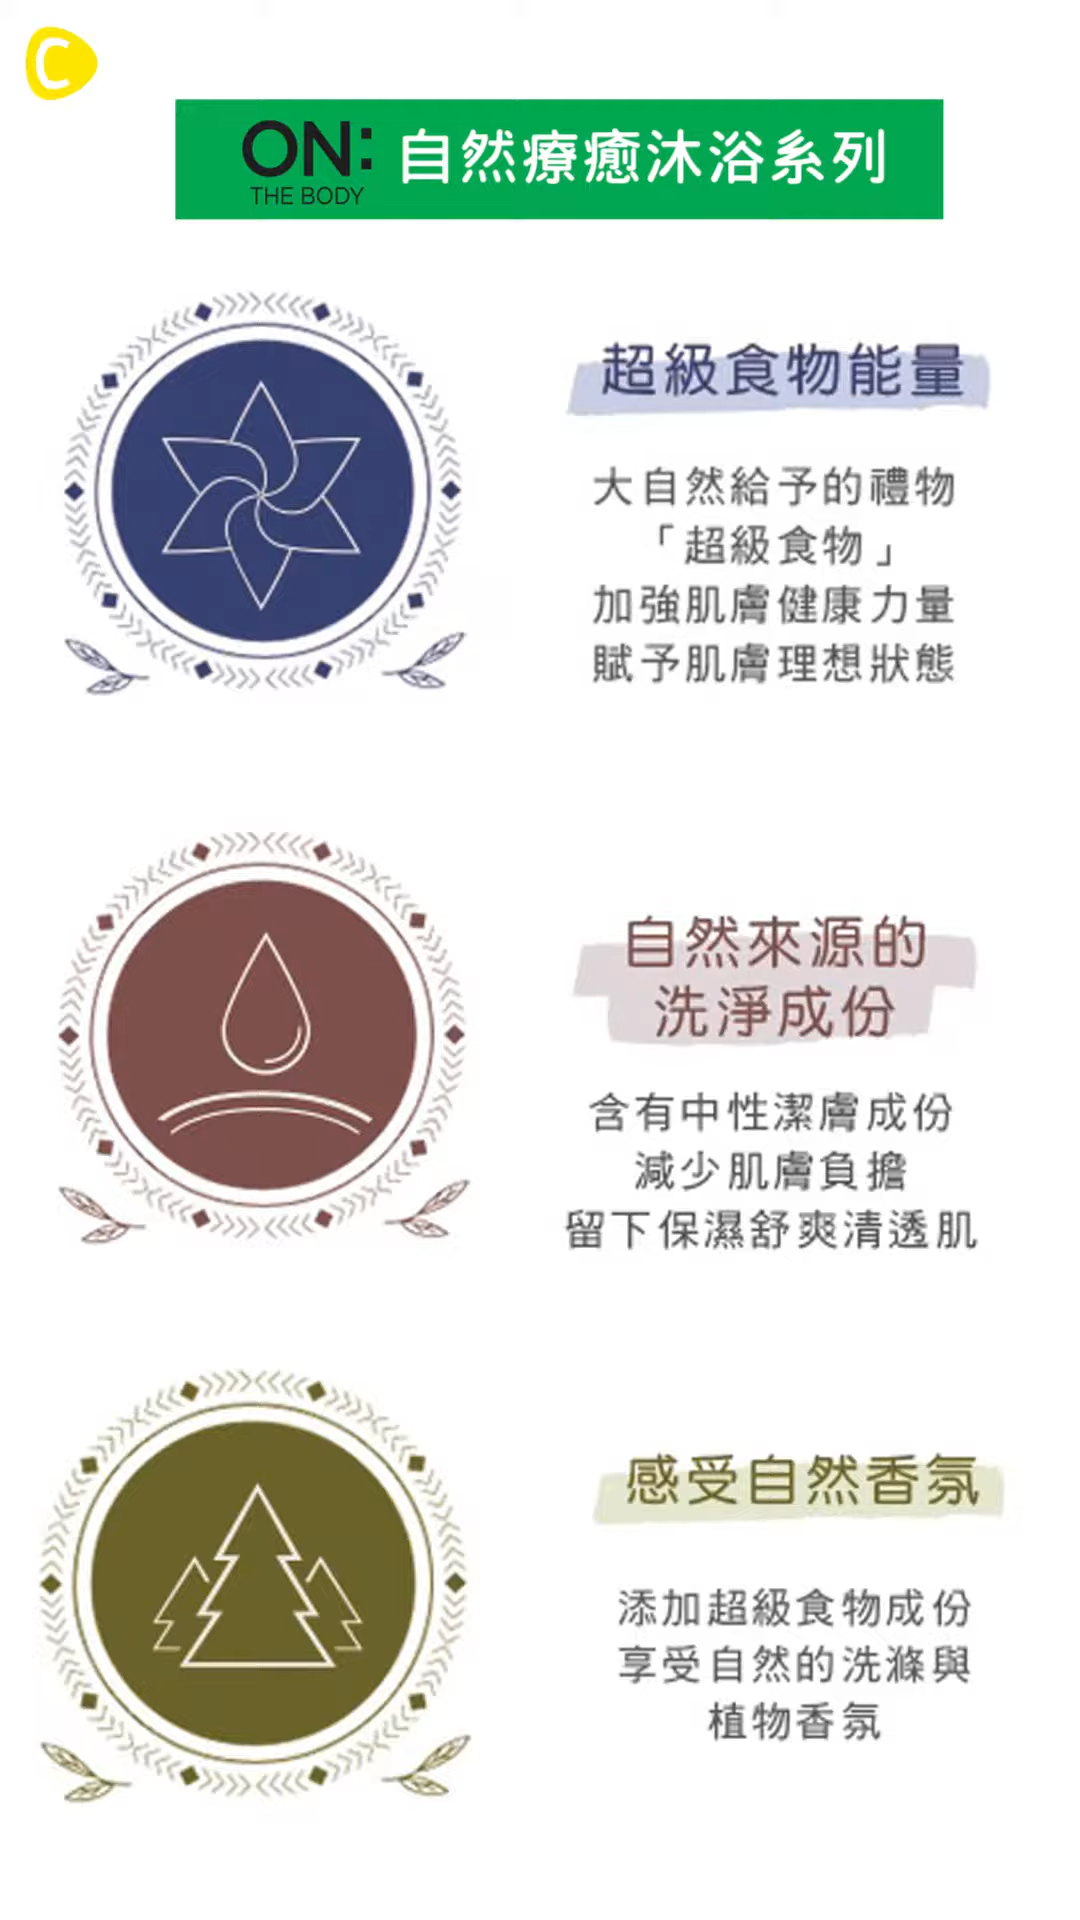 C
ON: 自然療癒沐浴系列
THE BODY
超級食物能量
大自然給予的禮物
「超級食物」
加強肌膚健康力量
賦予肌膚理想狀態
自然來源的
洗淨成份
含有中性潔膚成份
減少肌膚負擔
留下保濕舒爽清透肌
感受自然香氛
添加超級食物成份
享受自然的洗滌與
植物香氛